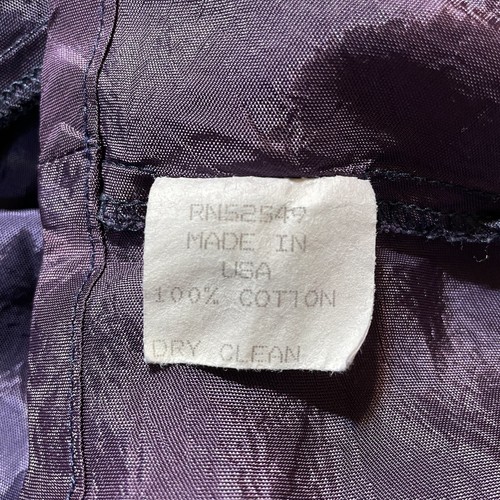 RN52549
MADE IN
USA
100% COTTON
DRY CLEAN